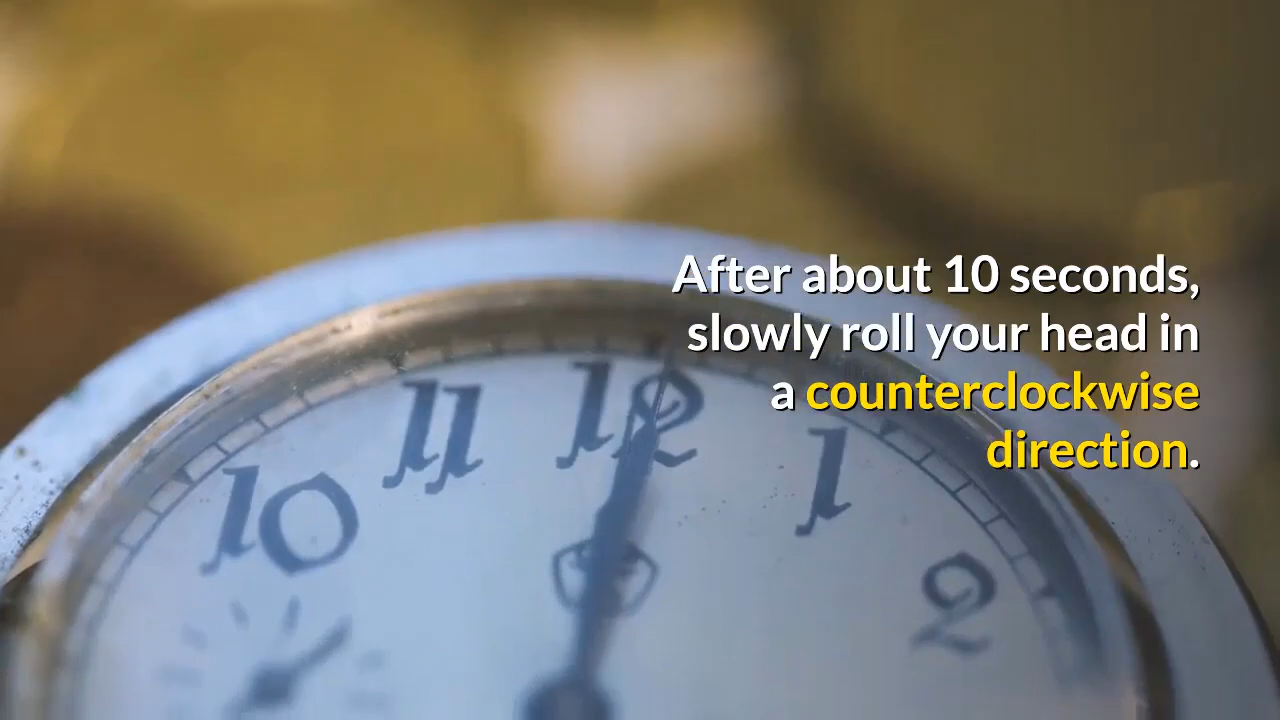 After about 10 seconds,
slowly roll your head in
a counterclockwise
direction.
10 11 12 1 2